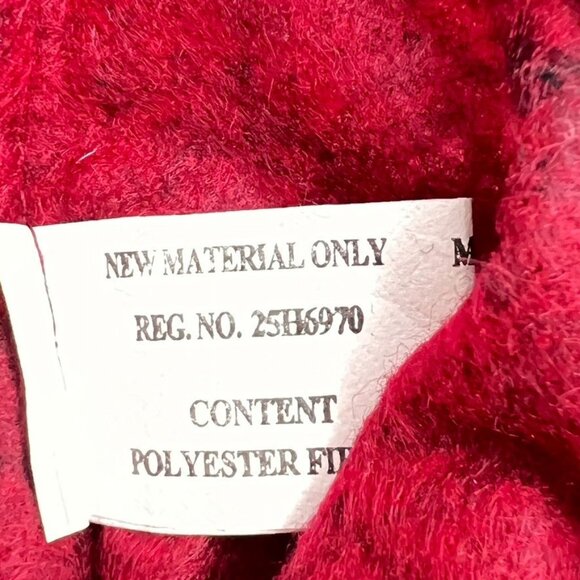 NEW MATERIAL ONLY
REG. NO. 25H6970
CONTENT
POLYESTER